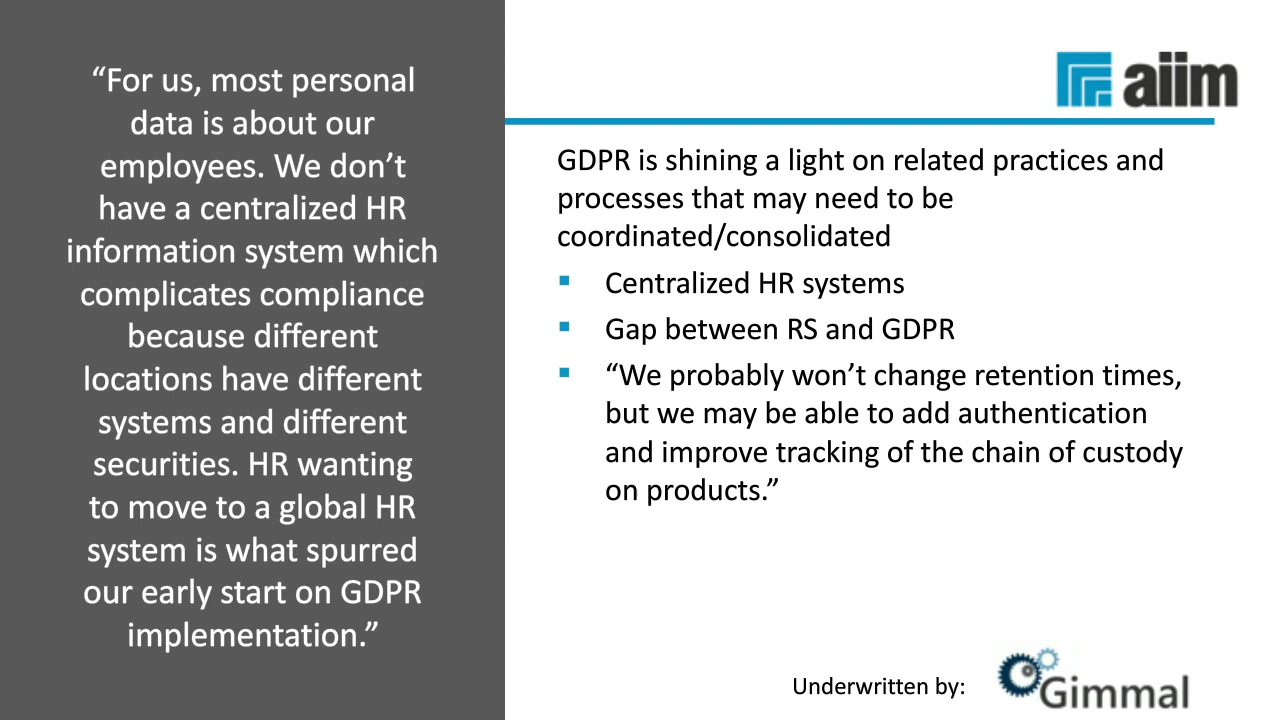 “For us, most personal
data is about our
employees. We don’t
have a centralized HR
information system which
complicates compliance
because different
locations have different
systems and different
securities. HR wanting
to move to a global HR
system is what spurred
our early start on GDPR
implementation.”
aiim
GDPR is shining a light on related practices and
processes that may need to be
coordinated/consolidated
▪ Centralized HR systems
▪ Gap between RS and GDPR
▪ “We probably won’t change retention times,
but we may be able to add authentication
and improve tracking of the chain of custody
on products.”
Underwritten by:
Gimmal